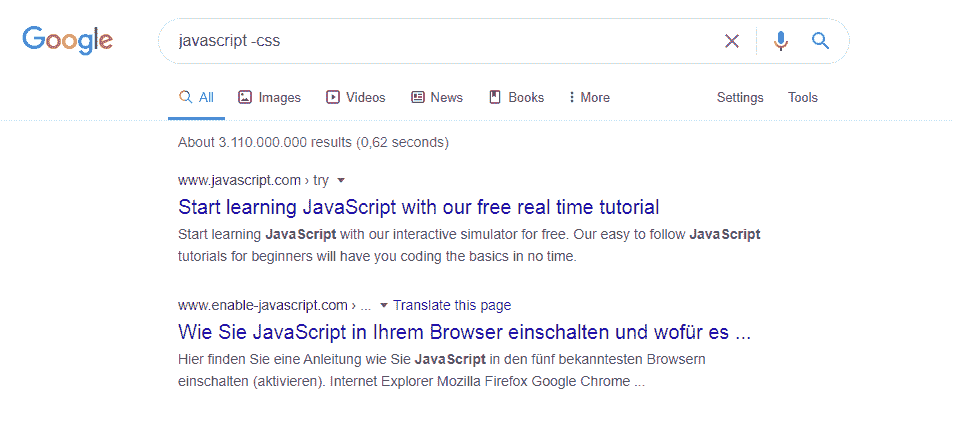 Google
javascript -css
All Images Videos News Books More Settings Tools
About 3.110.000.000 results (0,62 seconds)
www.javascript.com › try
Start learning JavaScript with our free real time tutorial
Start learning JavaScript with our interactive simulator for free. Our easy to follow JavaScript
tutorials for beginners will have you coding the basics in no time.
www.enable-javascript.com › ... Translate this page
Wie Sie JavaScript in Ihrem Browser einschalten und wofür es ...
Hier finden Sie eine Anleitung wie Sie JavaScript in den fünf bekanntesten Browsern
einschalten (aktivieren). Internet Explorer Mozilla Firefox Google Chrome ...